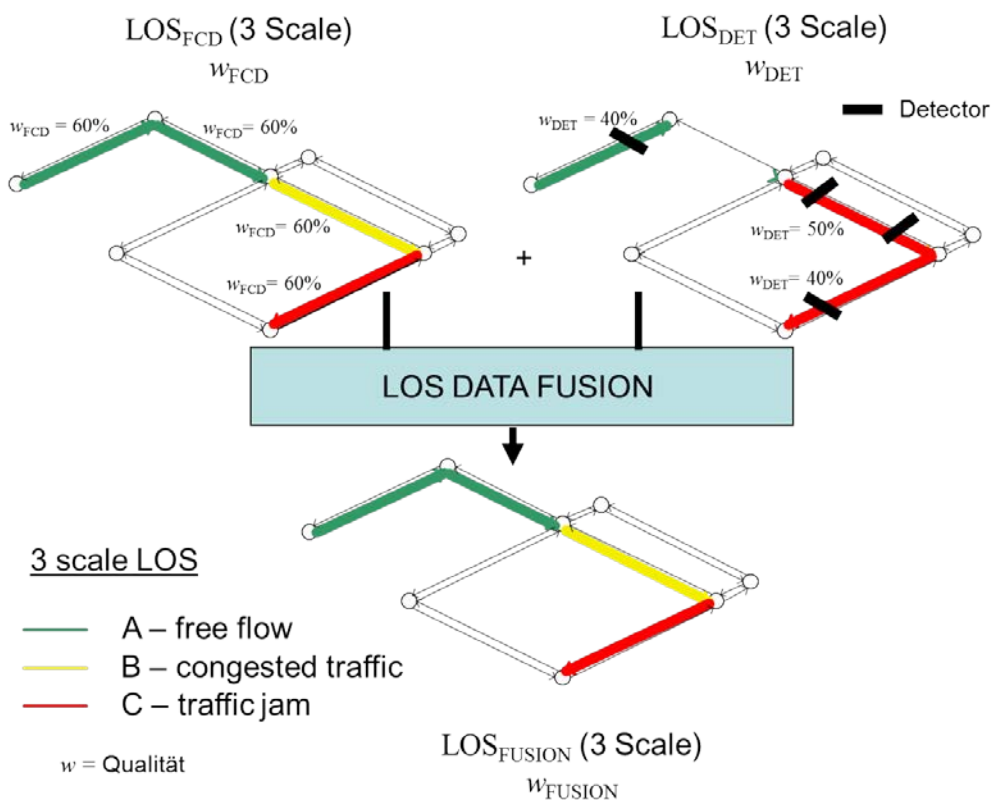 LOS_FCD (3 Scale)
w_FCD
LOS_DET (3 Scale)
w_DET
Detector
w_FCD = 60%
w_FCD= 60%
w_FCD= 60%
w_FCD= 60%
w_DET = 40%
w_DET= 50%
w_DET= 40%
+
LOS DATA FUSION
3 scale LOS
A – free flow
B – congested traffic
C – traffic jam
w = Qualität
LOS_FUSION (3 Scale)
w_FUSION